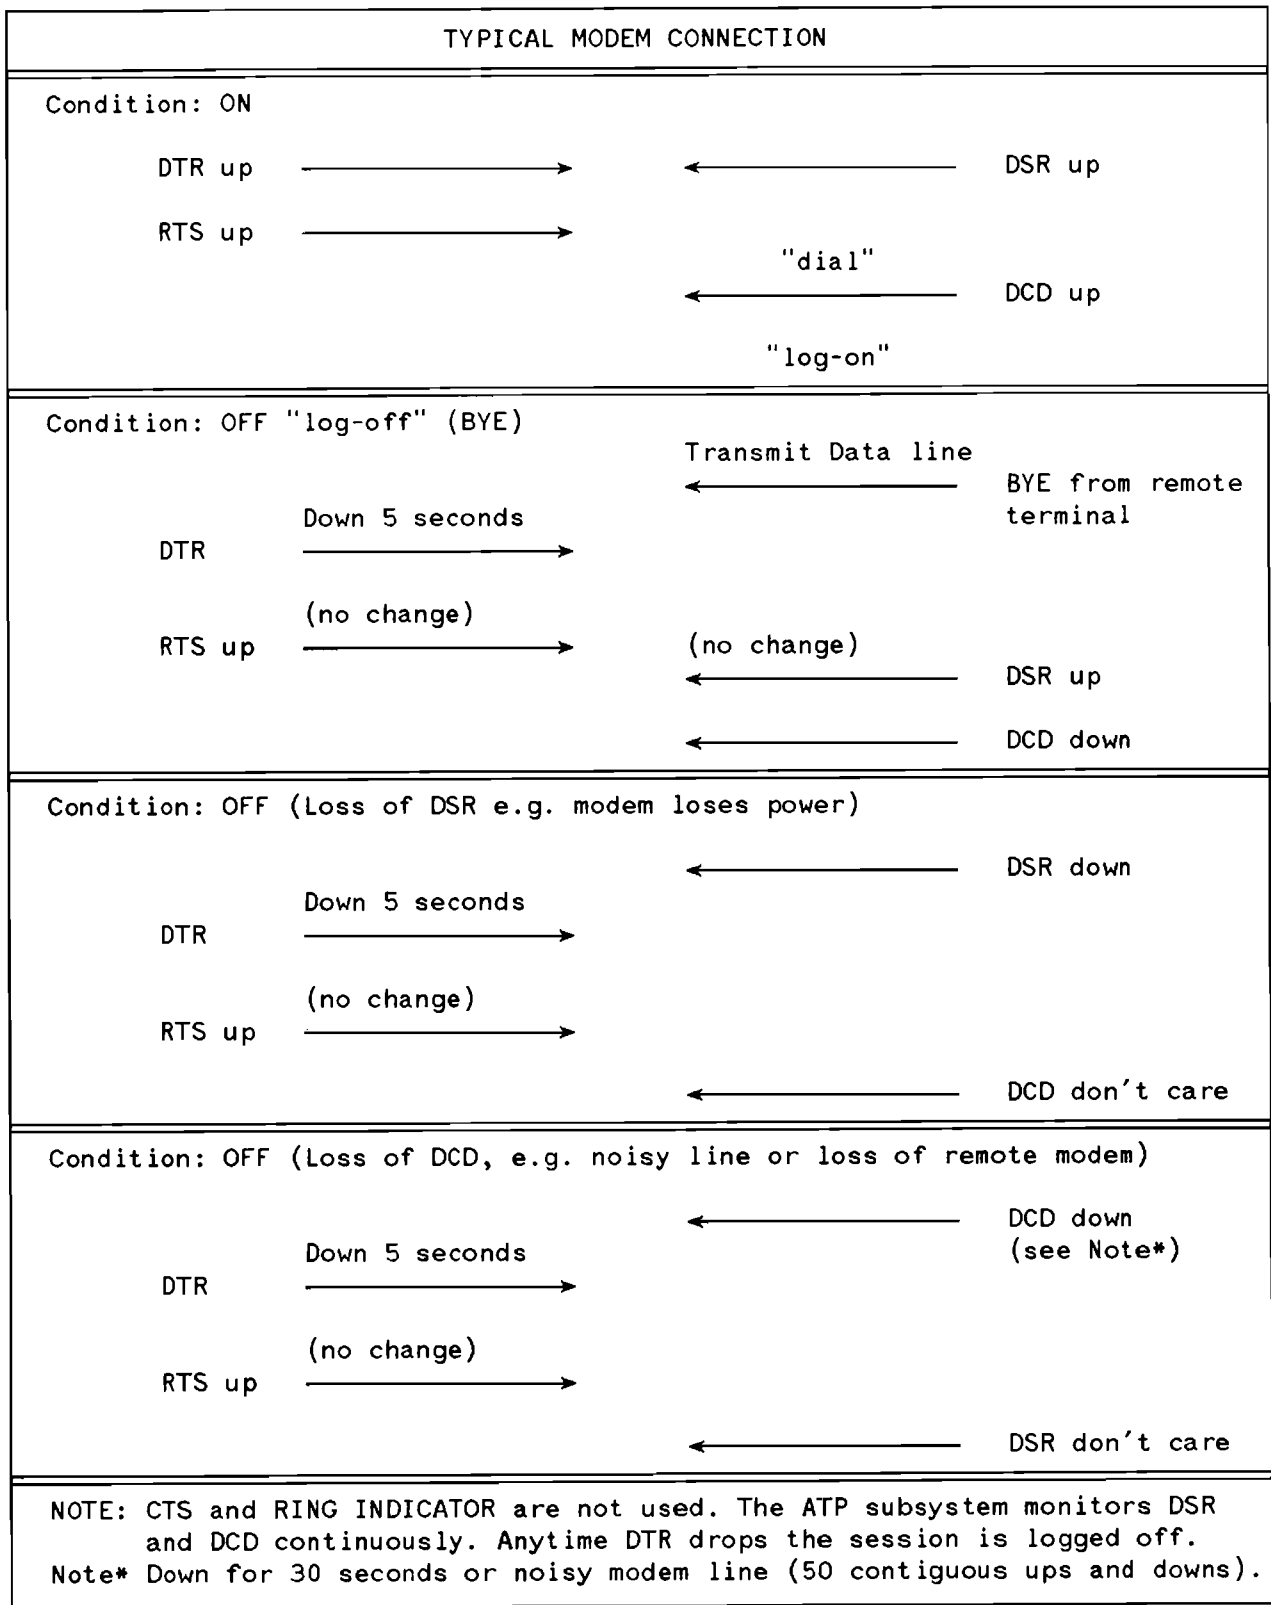 TYPICAL MODEM CONNECTION
Condition: ON
DTR up DSR up
RTS up
"dial"
DCD up
"log-on"
Condition: OFF "log-off" (BYE)
Transmit Data line
BYE from remote
Down 5 seconds terminal
DTR
(no change)
RTS up (no change)
DSR up
DCD down
Condition: OFF (Loss of DSR e.g. modem loses power)
DSR down
Down 5 seconds
DTR
(no change)
RTS up
DCD don't care
Condition: OFF (Loss of DCD, e.g. noisy line or loss of remote modem)
DCD down
Down 5 seconds (see Note*)
DTR
(no change)
RTS up
DSR don't care
NOTE: CTS and RING INDICATOR are not used. The ATP subsystem monitors DSR
and DCD continuously. Anytime DTR drops the session is logged off.
Note* Down for 30 seconds or noisy modem line (50 contiguous ups and downs).